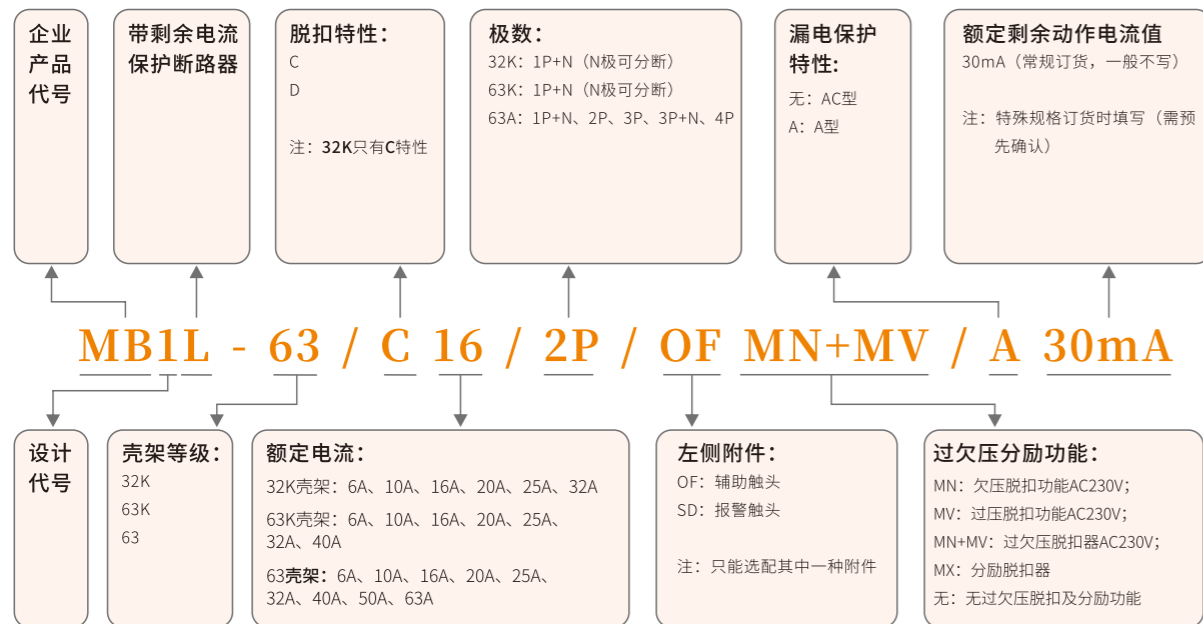 企业
产品
代号
带剩余电流
保护断路器
脱扣特性：
C
D
注：32K只有C特性
极数：
32K：1P+N（N极可分断）
63K：1P+N（N极可分断）
63A：1P+N、2P、3P、3P+N、4P
漏电保护
特性:
无：AC型
A：A型
额定剩余动作电流值
30mA（常规订货，一般不写）
注：特殊规格订货时填写（需预
先确认）
MB1L - 63 / C 16 / 2P / OF MN+MV / A 30mA
设计
代号
壳架等级：
32K
63K
63
额定电流：
32K壳架：6A、10A、16A、20A、25A、32A
63K壳架：6A、10A、16A、20A、25A、
32A、40A
63壳架：6A、10A、16A、20A、25A、
32A、40A、50A、63A
左侧附件：
OF：辅助触头
SD：报警触头
注：只能选配其中一种附件
过欠压分励功能：
MN：欠压脱扣功能AC230V；
MV：过压脱扣功能AC230V；
MN+MV：过欠压脱扣器AC230V；
MX：分励脱扣器
无：无过欠压脱扣及分励功能